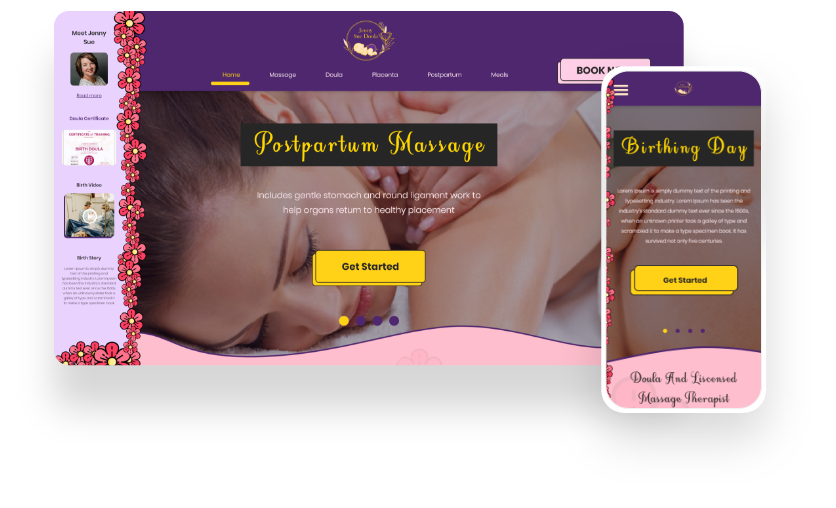 Meet Jenny
Sue
Read more
Doula Certificate
CERTIFICATE OF TRAINING
BIRTH DOULA
Birth Video
Birth Story
Jenny
Sue Doula
Home
Massage
Doula
Placenta
Postpartum
Meals
BOOK N
Postpartum Massage
Includes gentle stomach and round ligament work to
help organs return to healthy placement
Get Started
Birthing Day
Lorem Ipsum is simply dummy text of the printing and
typesetting industry. Lorem Ipsum has been the
industry's standard dummy text ever since the 1500s,
when an unknown printer took a galley of type and
scrambled it to make a type specimen book. It has
survived not only five centuries.
Get Started
Doula And Liscensed
Massage Therapist